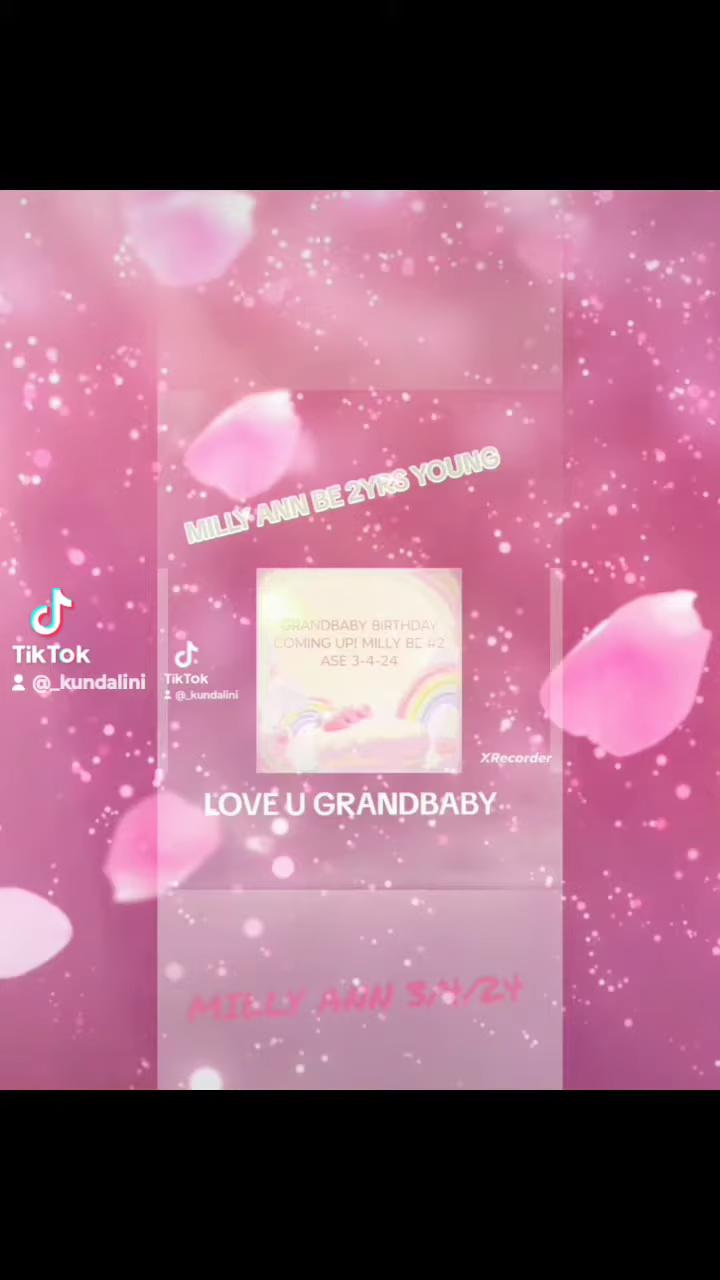 MILLY ANN BE 2YRS YOUNG
GRANDBABY BIRTHDAY
COMING UP! MILLY BE #2
ASE 3-4-24
TikTok
@_kundalini
TikTok
@_kundalini
XRecorder
LOVE U GRANDBABY
MILLY ANN 3/4/24